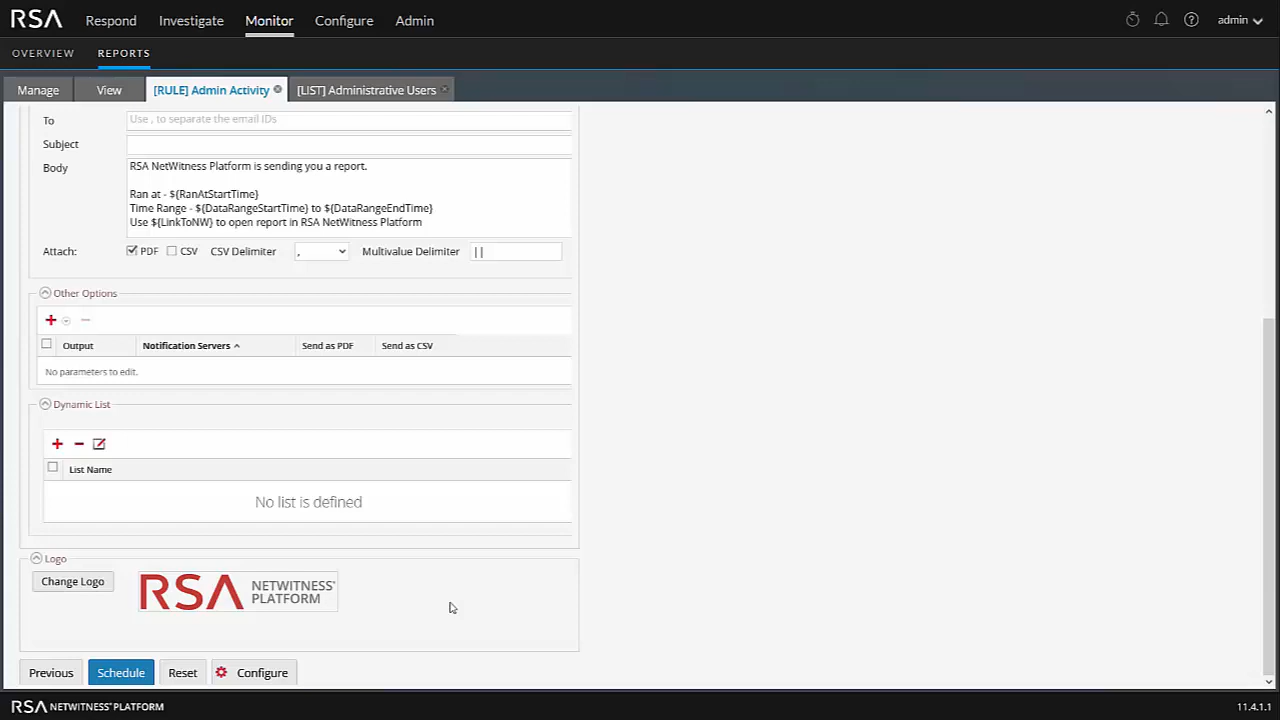 RSA Respond Investigate Monitor Configure Admin admin
OVERVIEW REPORTS
Manage View [RULE] Admin Activity [LIST] Administrative Users
To Use , to separate the email IDs
Subject
Body RSA NetWitness Platform is sending you a report.
Ran at - ${RanAtStartTime}
Time Range - ${DataRangeStartTime} to ${DataRangeEndTime}
Use ${LinkToNW} to open report in RSA NetWitness Platform
Attach: PDF CSV CSV Delimiter , Multivalue Delimiter ||
Other Options
Output Notification Servers Send as PDF Send as CSV
No parameters to edit.
Dynamic List
List Name
No list is defined
Logo
Change Logo RSA NETWITNESS® PLATFORM
Previous Schedule Reset Configure
RSA NETWITNESS PLATFORM 11.4.1.1